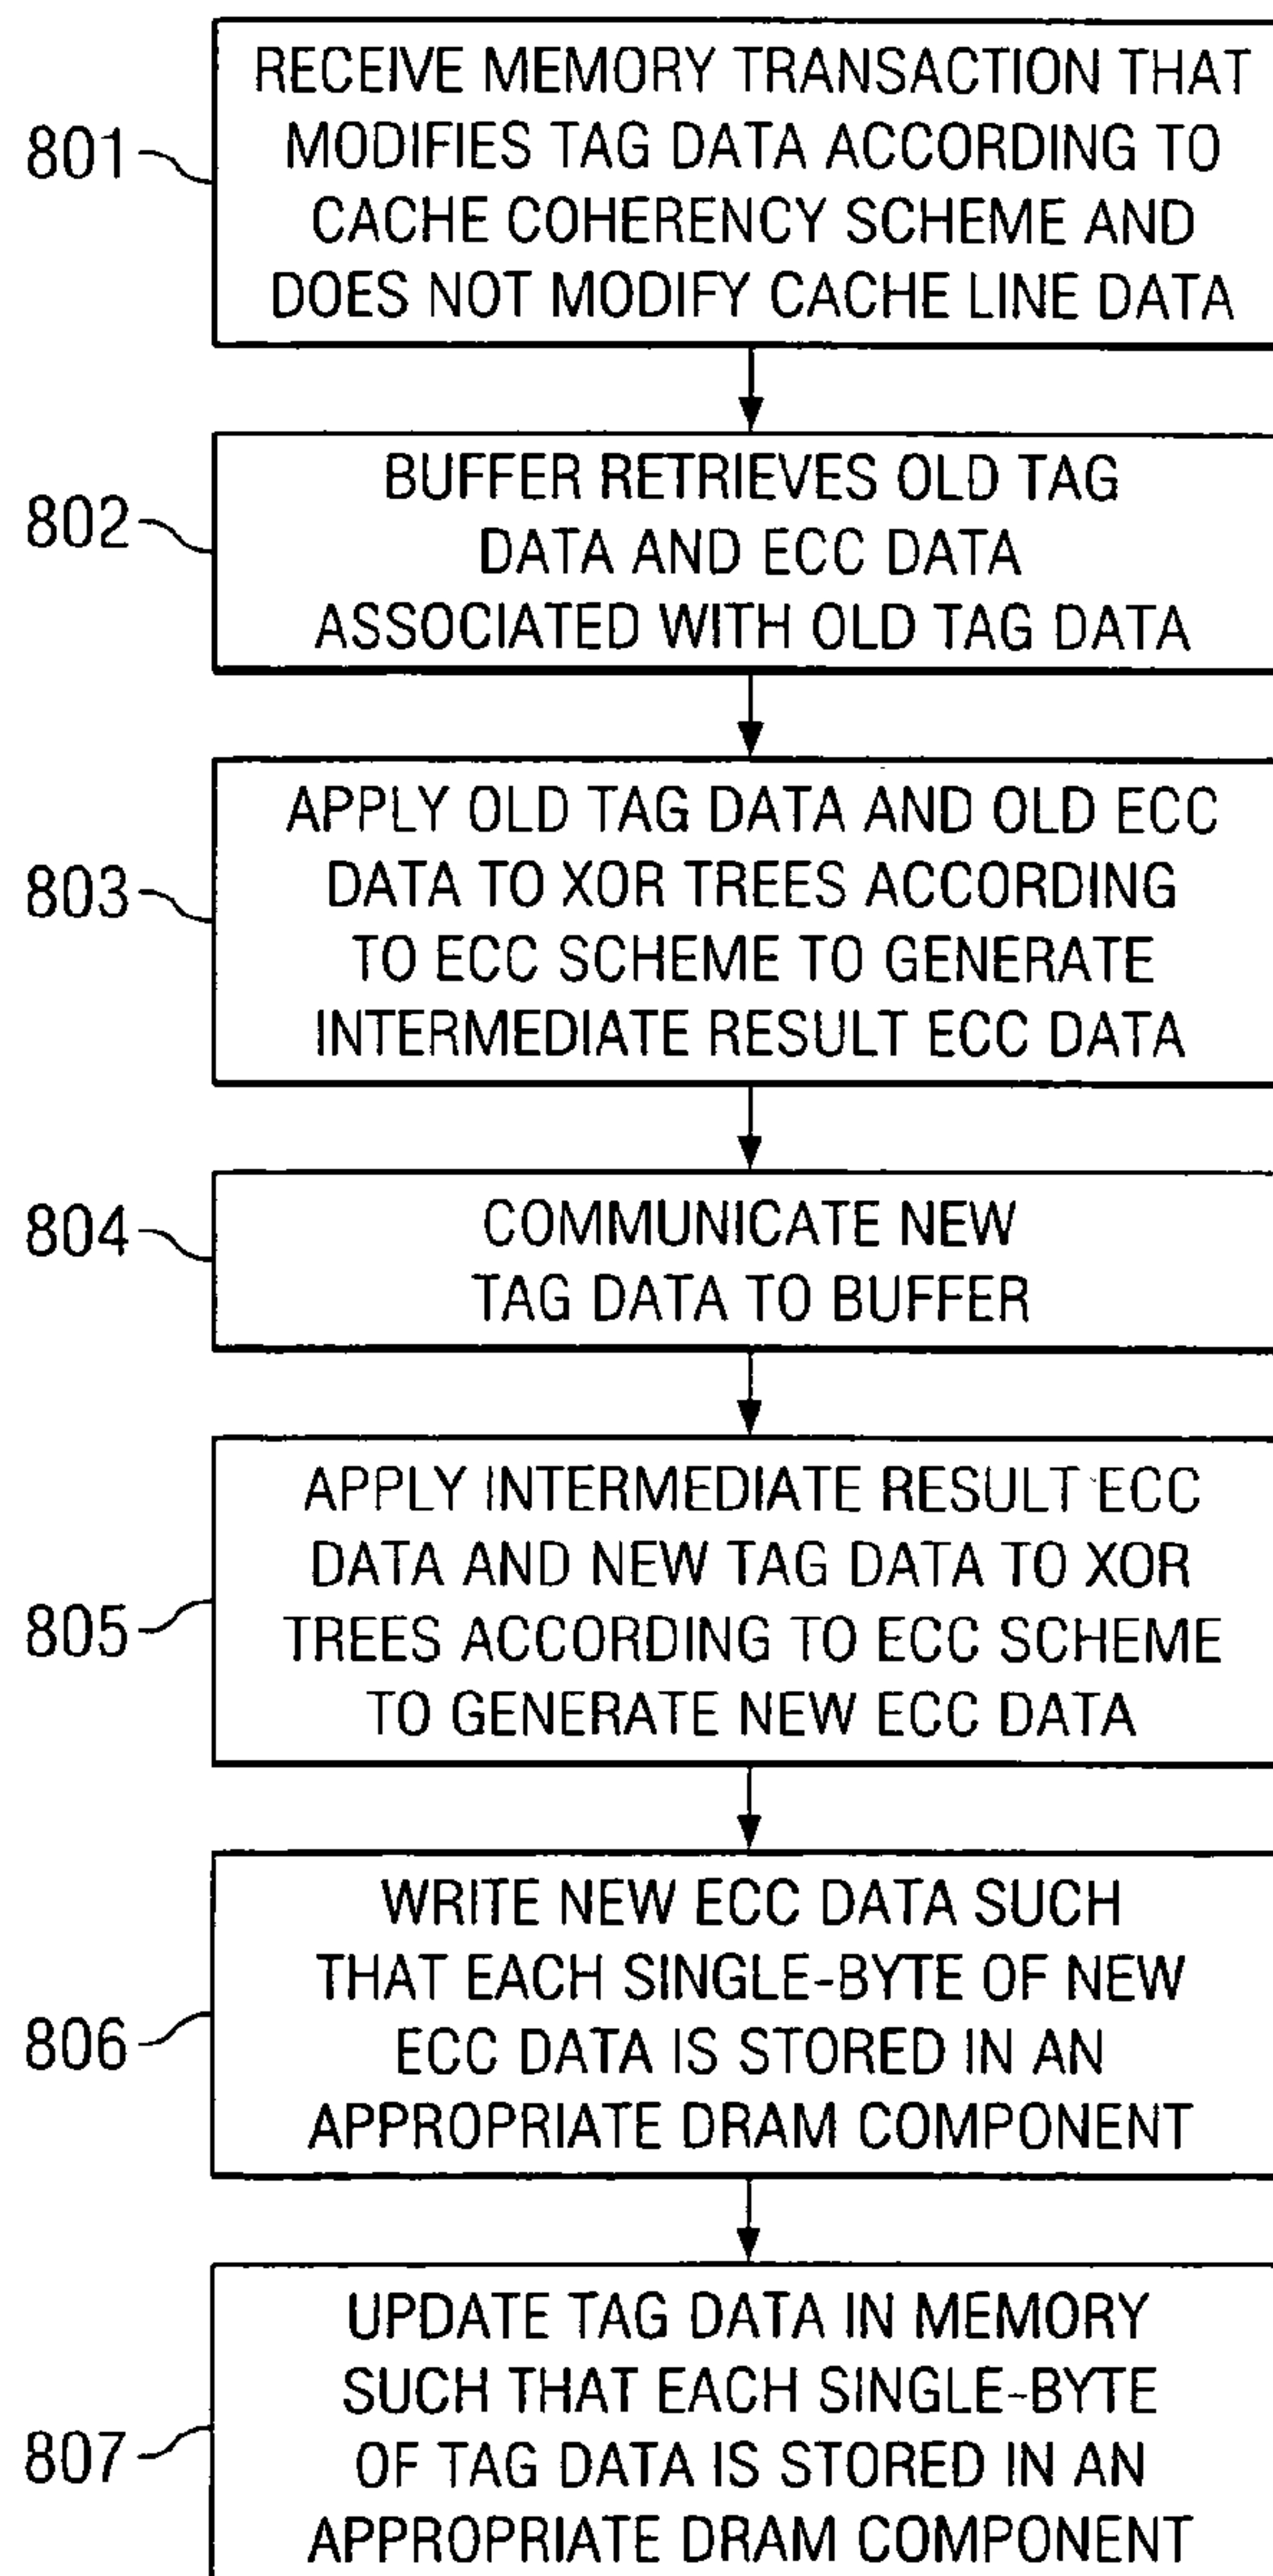 801
RECEIVE MEMORY TRANSACTION THAT
MODIFIES TAG DATA ACCORDING TO
CACHE COHERENCY SCHEME AND
DOES NOT MODIFY CACHE LINE DATA
802
BUFFER RETRIEVES OLD TAG
DATA AND ECC DATA
ASSOCIATED WITH OLD TAG DATA
803
APPLY OLD TAG DATA AND OLD ECC
DATA TO XOR TREES ACCORDING
TO ECC SCHEME TO GENERATE
INTERMEDIATE RESULT ECC DATA
804
COMMUNICATE NEW
TAG DATA TO BUFFER
805
APPLY INTERMEDIATE RESULT ECC
DATA AND NEW TAG DATA TO XOR
TREES ACCORDING TO ECC SCHEME
TO GENERATE NEW ECC DATA
806
WRITE NEW ECC DATA SUCH
THAT EACH SINGLE-BYTE OF NEW
ECC DATA IS STORED IN AN
APPROPRIATE DRAM COMPONENT
807
UPDATE TAG DATA IN MEMORY
SUCH THAT EACH SINGLE-BYTE
OF TAG DATA IS STORED IN AN
APPROPRIATE DRAM COMPONENT